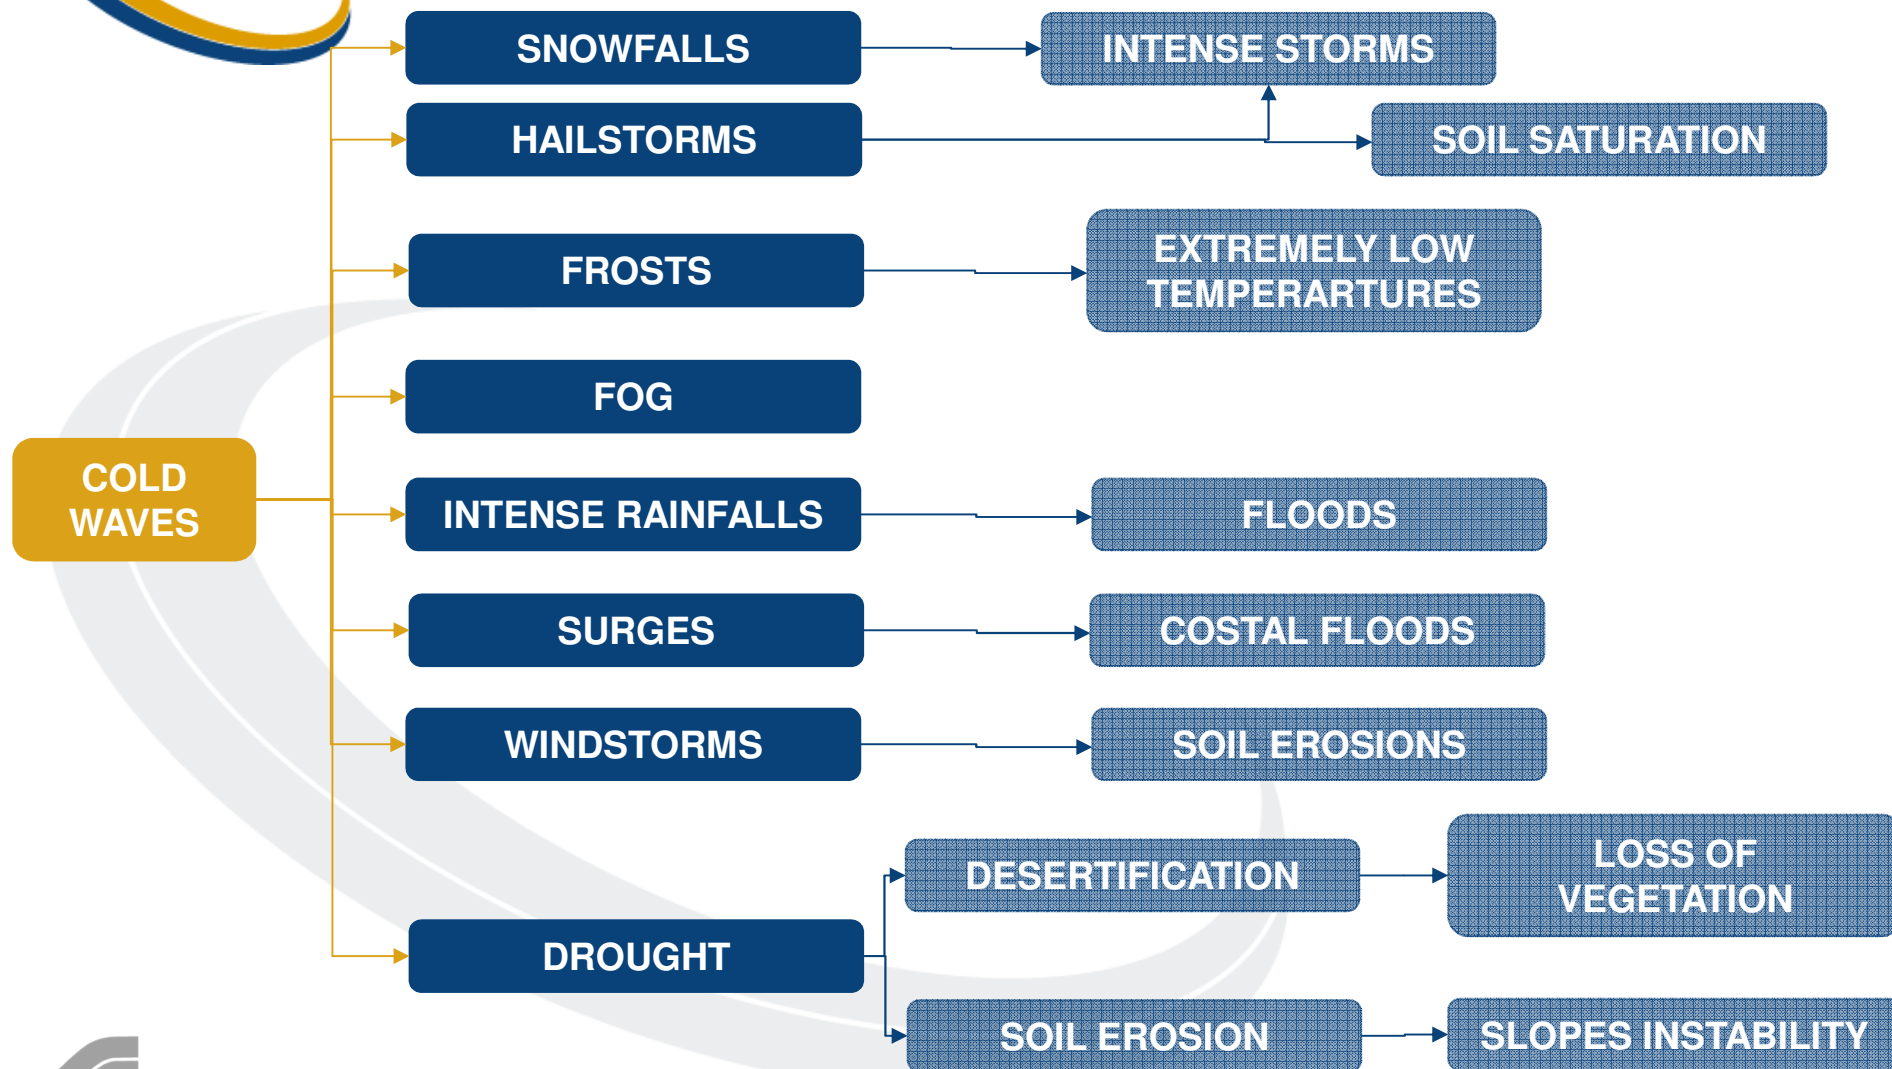 SNOWFALLS
INTENSE STORMS
HAILSTORMS
SOIL SATURATION
FROSTS
EXTREMELY LOW
TEMPERARTURES
FOG
COLD
WAVES
INTENSE RAINFALLS
FLOODS
SURGES
COSTAL FLOODS
WINDSTORMS
SOIL EROSIONS
DESERTIFICATION
LOSS OF
VEGETATION
DROUGHT
SOIL EROSION
SLOPES INSTABILITY